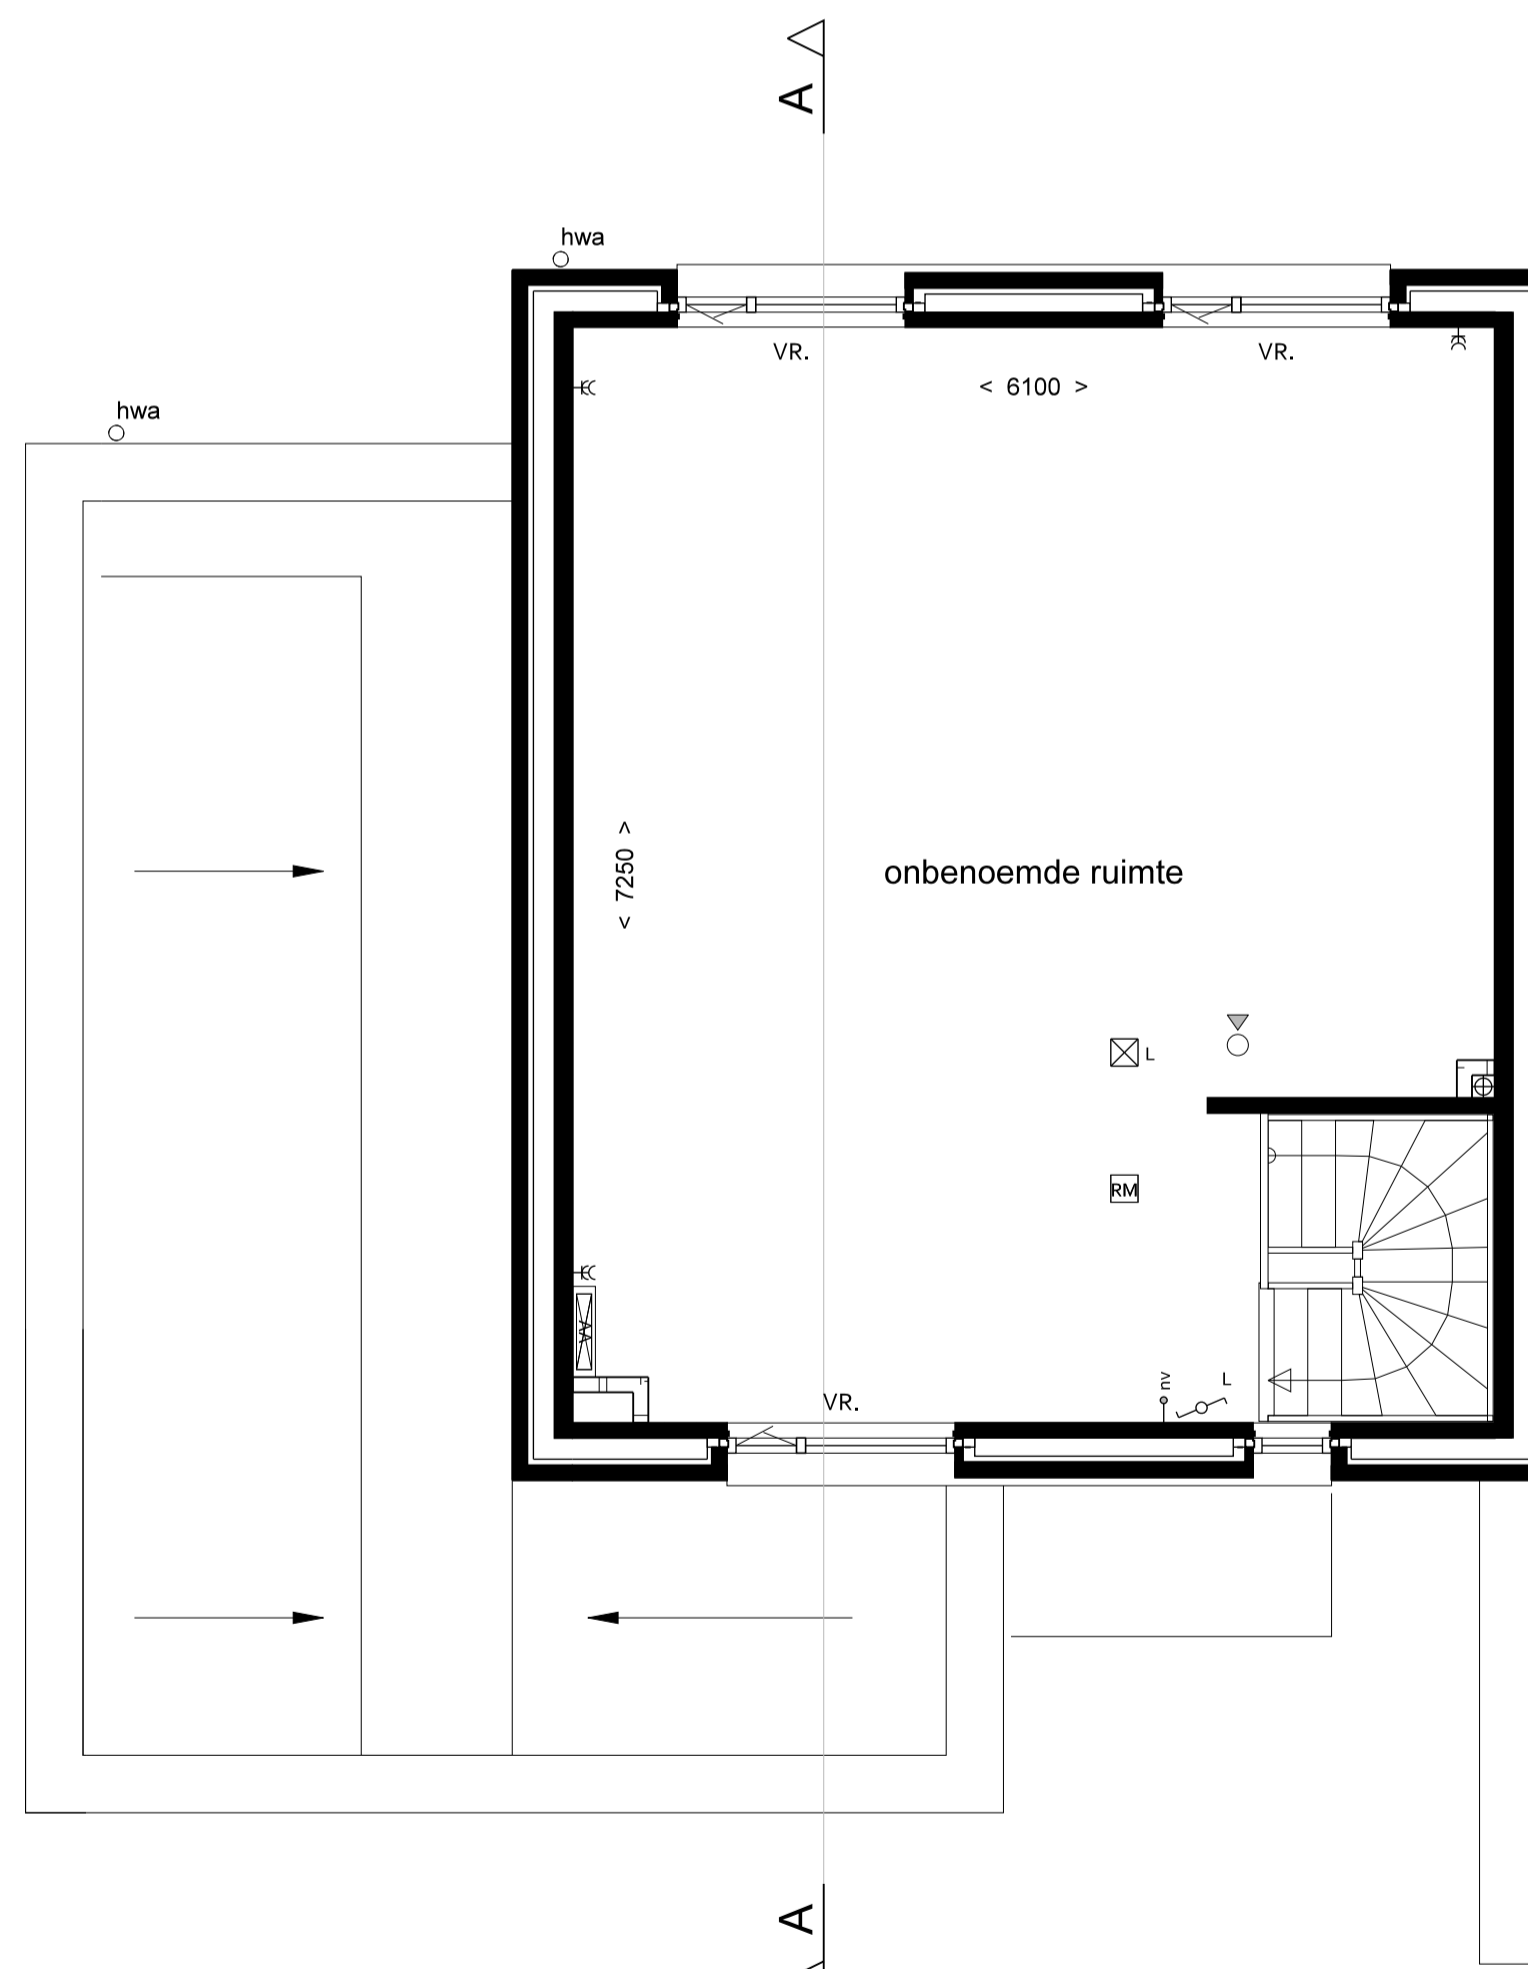 A
hwa
VR.
VR.
< 6100 >
hwa
< 7250 >
onbenoemde ruimte
L
RM
VR.
nv
L
A